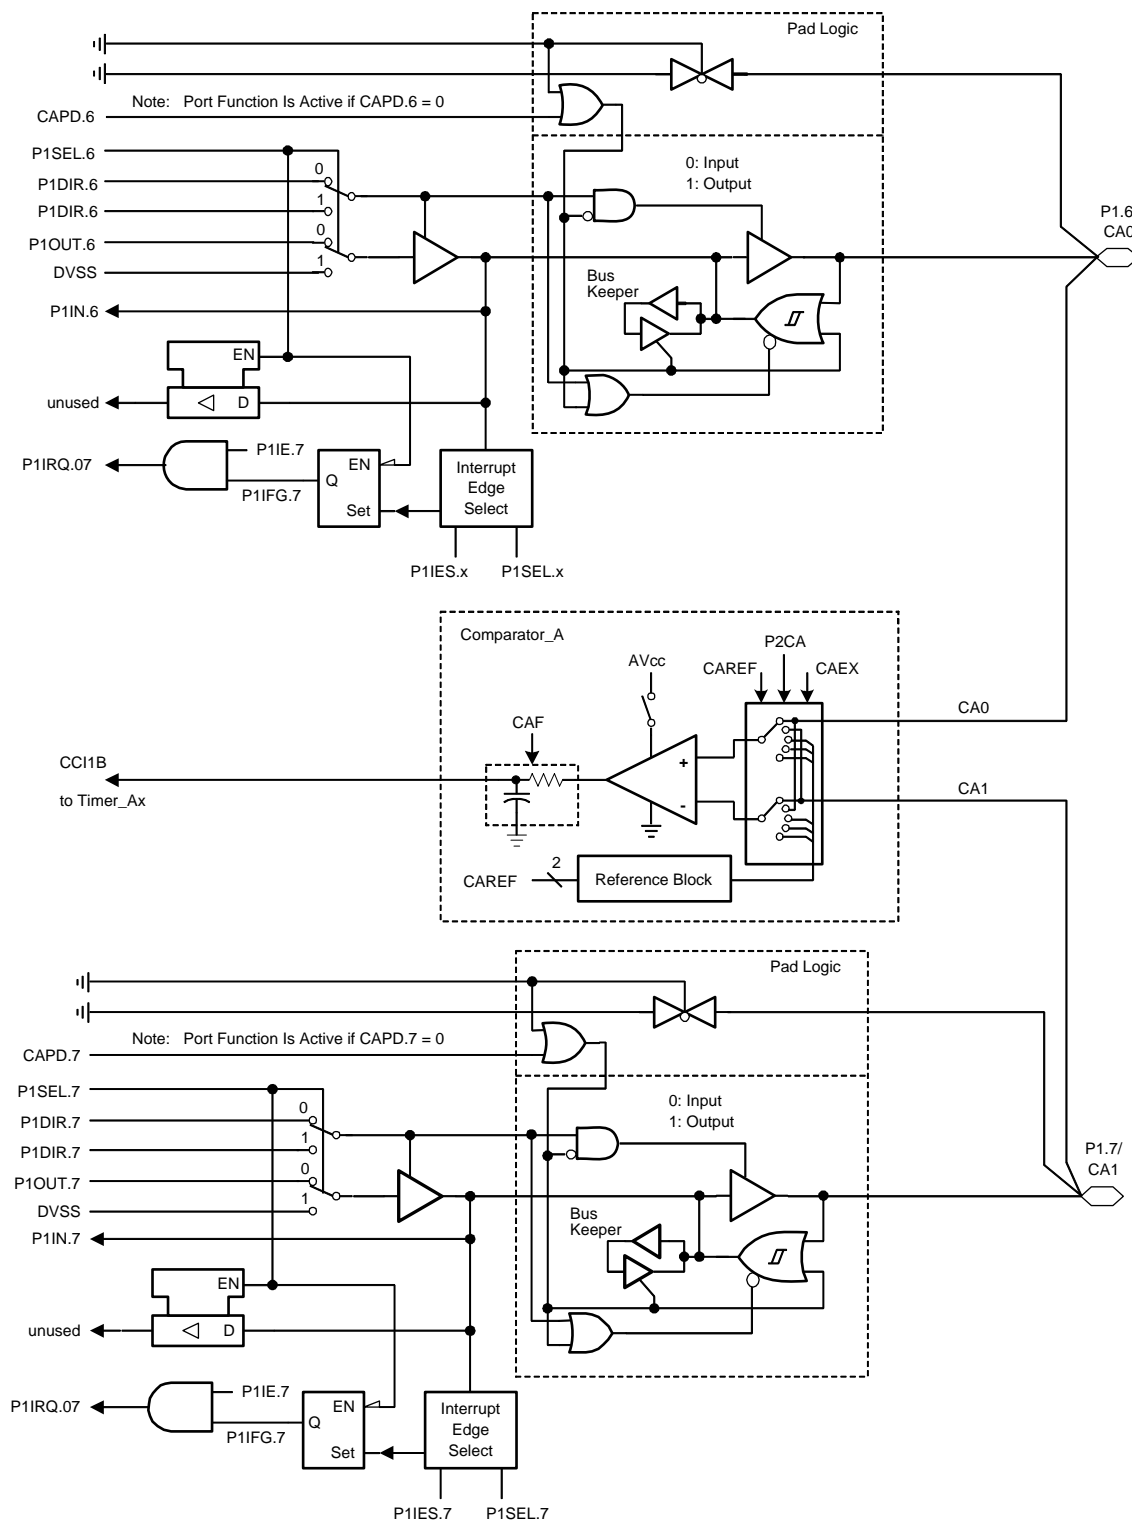 Pad Logic
Note: Port Function Is Active if CAPD.6 = 0
CAPD.6
P1SEL.6
0
P1DIR.6
1
P1DIR.6
0
P1OUT.6
1
DVSS
P1IN.6
0: Input
1: Output
P1.6
CA0
Bus
Keeper
EN
unused
D
P1IE.7
P1IRQ.07
EN
Q
P1IFG.7
Set
Interrupt
Edge
Select
P1IES.x
P1SEL.x
Comparator_A
P2CA
AVcc
CAREF
CAEX
CA0
CAF
+
CCI1B
to Timer_Ax
CA1
-
2
CAREF
Reference Block
Pad Logic
Note: Port Function Is Active if CAPD.7 = 0
CAPD.7
P1SEL.7
0
P1DIR.7
1
P1DIR.7
0
P1OUT.7
1
DVSS
P1IN.7
0: Input
1: Output
P1.7/
CA1
Bus
Keeper
EN
unused
D
P1IE.7
P1IRQ.07
EN
Q
P1IFG.7
Set
Interrupt
Edge
Select
P1IES.7
P1SEL.7